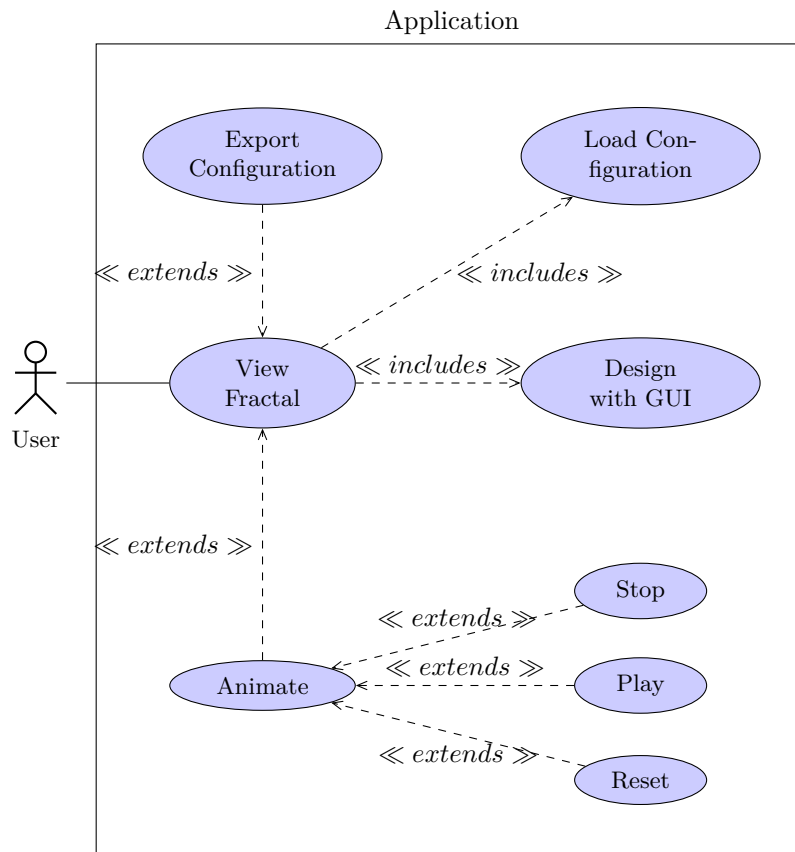 Application
Export
Configuration
Load Con-
figuration
≪ extends ≫
≪ includes ≫
View
Fractal
≪ includes ≫
Design
with GUI
User
≪ extends ≫
Stop
≪ extends ≫
≪ extends ≫
Animate
Play
≪ extends ≫
Reset